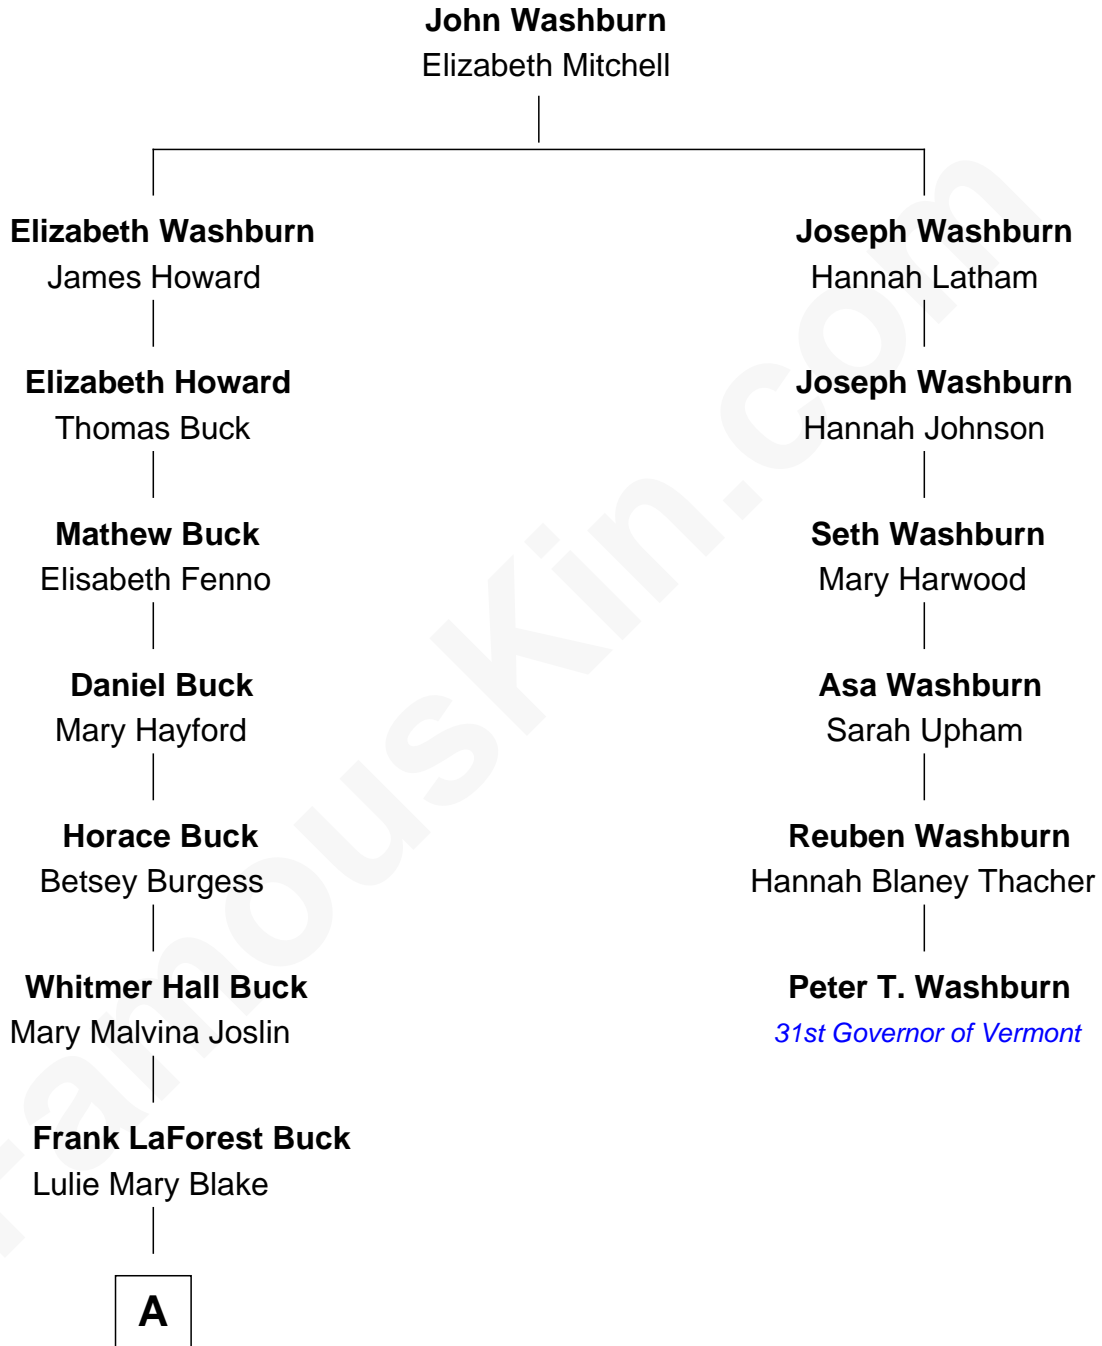 John Washburn
Elizabeth Mitchell
Elizabeth Washburn
James Howard
Joseph Washburn
Hannah Latham
Elizabeth Howard
Thomas Buck
Joseph Washburn
Hannah Johnson
Mathew Buck
Elisabeth Fenno
Seth Washburn
Mary Harwood
Daniel Buck
Mary Hayford
Asa Washburn
Sarah Upham
Horace Buck
Betsey Burgess
Reuben Washburn
Hannah Blaney Thacher
Whitmer Hall Buck
Mary Malvina Joslin
Peter T. Washburn
31st Governor of Vermont
Frank LaForest Buck
Lulie Mary Blake
A
FamousKin.com